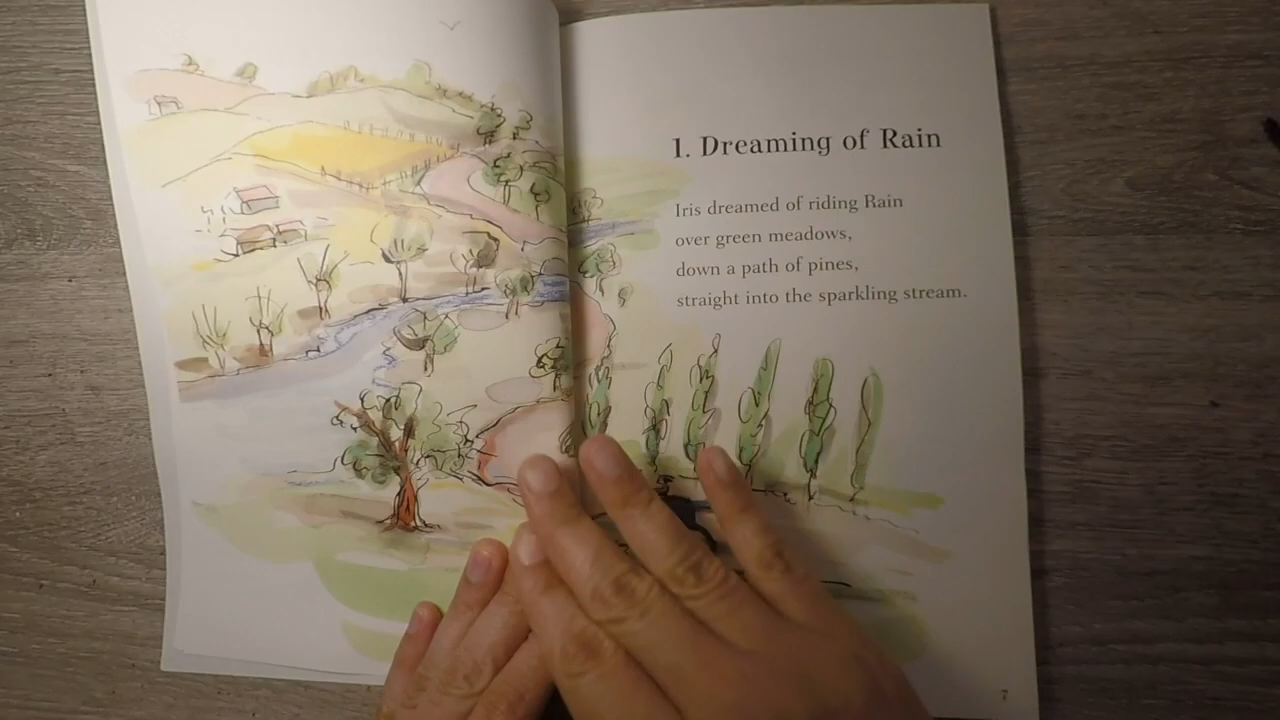 1. Dreaming of Rain
Iris dreamed of riding Rain
over green meadows,
down a path of pines,
straight into the sparkling stream.
7